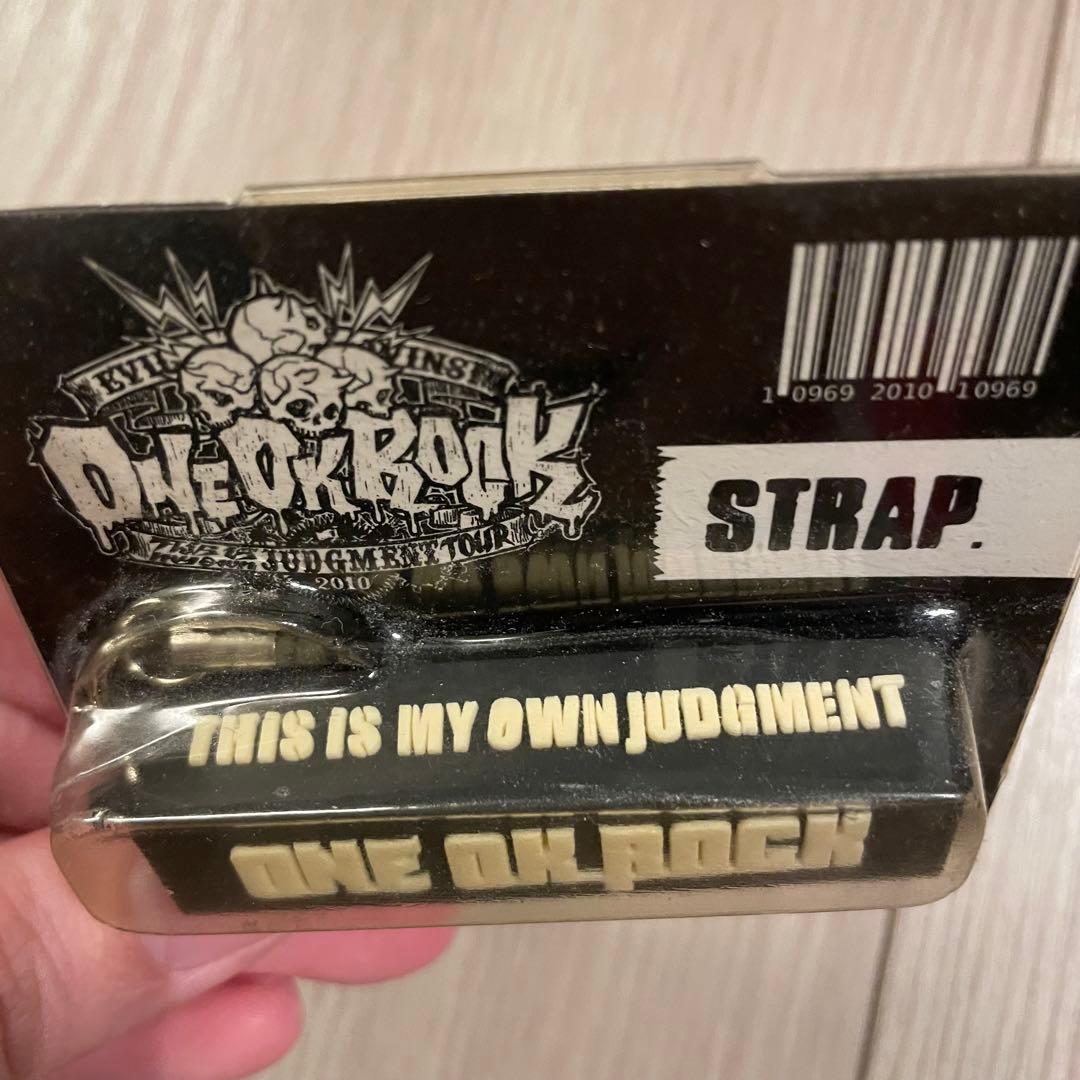 ONE OK ROCK
JUDGMENT TOUR
2010
1 0969 2010 10969
STRAP.
THIS IS MY OWN JUDGMENT
ONE OK ROCK